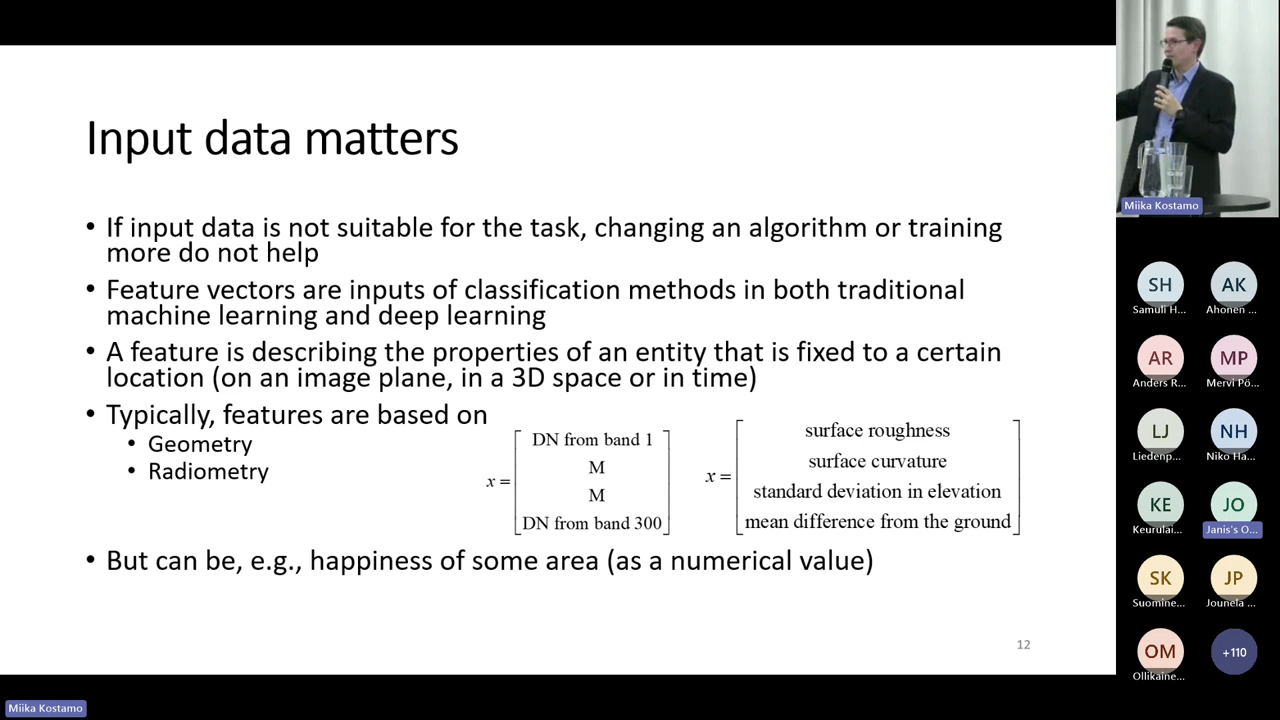 Input data matters
• If input data is not suitable for the task, changing an algorithm or training
more do not help
• Feature vectors are inputs of classification methods in both traditional
machine learning and deep learning
• A feature is describing the properties of an entity that is fixed to a certain
location (on an image plane, in a 3D space or in time)
• Typically, features are based on
• Geometry
• Radiometry
x =
DN from band 1
M
M
DN from band 300
x =
surface roughness
surface curvature
standard deviation in elevation
mean difference from the ground
• But can be, e.g., happiness of some area (as a numerical value)
12
Miika Kostamo
SH
AK
Samuli H...
Ahonen ...
AR
MP
Anders R...
Mervi Pö...
LJ
NH
Liedenp...
Niko Ha...
KE
JO
Keurulai...
Janis's O...
SK
JP
Suomine...
Jounela ...
OM
+110
Ollikaine...
Miika Kostamo